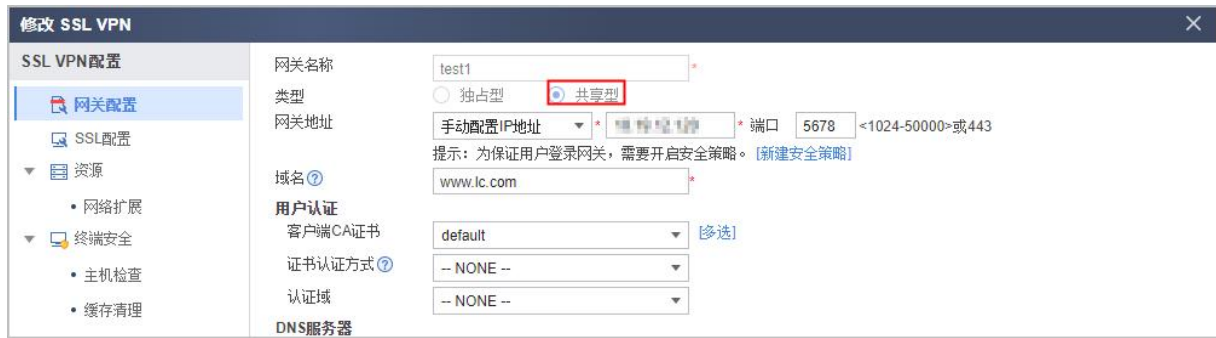 修改 SSL VPN
SSL VPN配置
网关配置
SSL配置
资源
• 网络扩展
终端安全
• 主机检查
• 缓存清理
网关名称 test1 *
类型 独占型 共享型
网关地址 手动配置IP地址 * * 端口 5678 <1024-50000>或443
提示：为保证用户登录网关，需要开启安全策略。[新建安全策略]
域名 www.lc.com *
用户认证
客户端CA证书 default [多选]
证书认证方式 -- NONE --
认证域 -- NONE --
DNS服务器